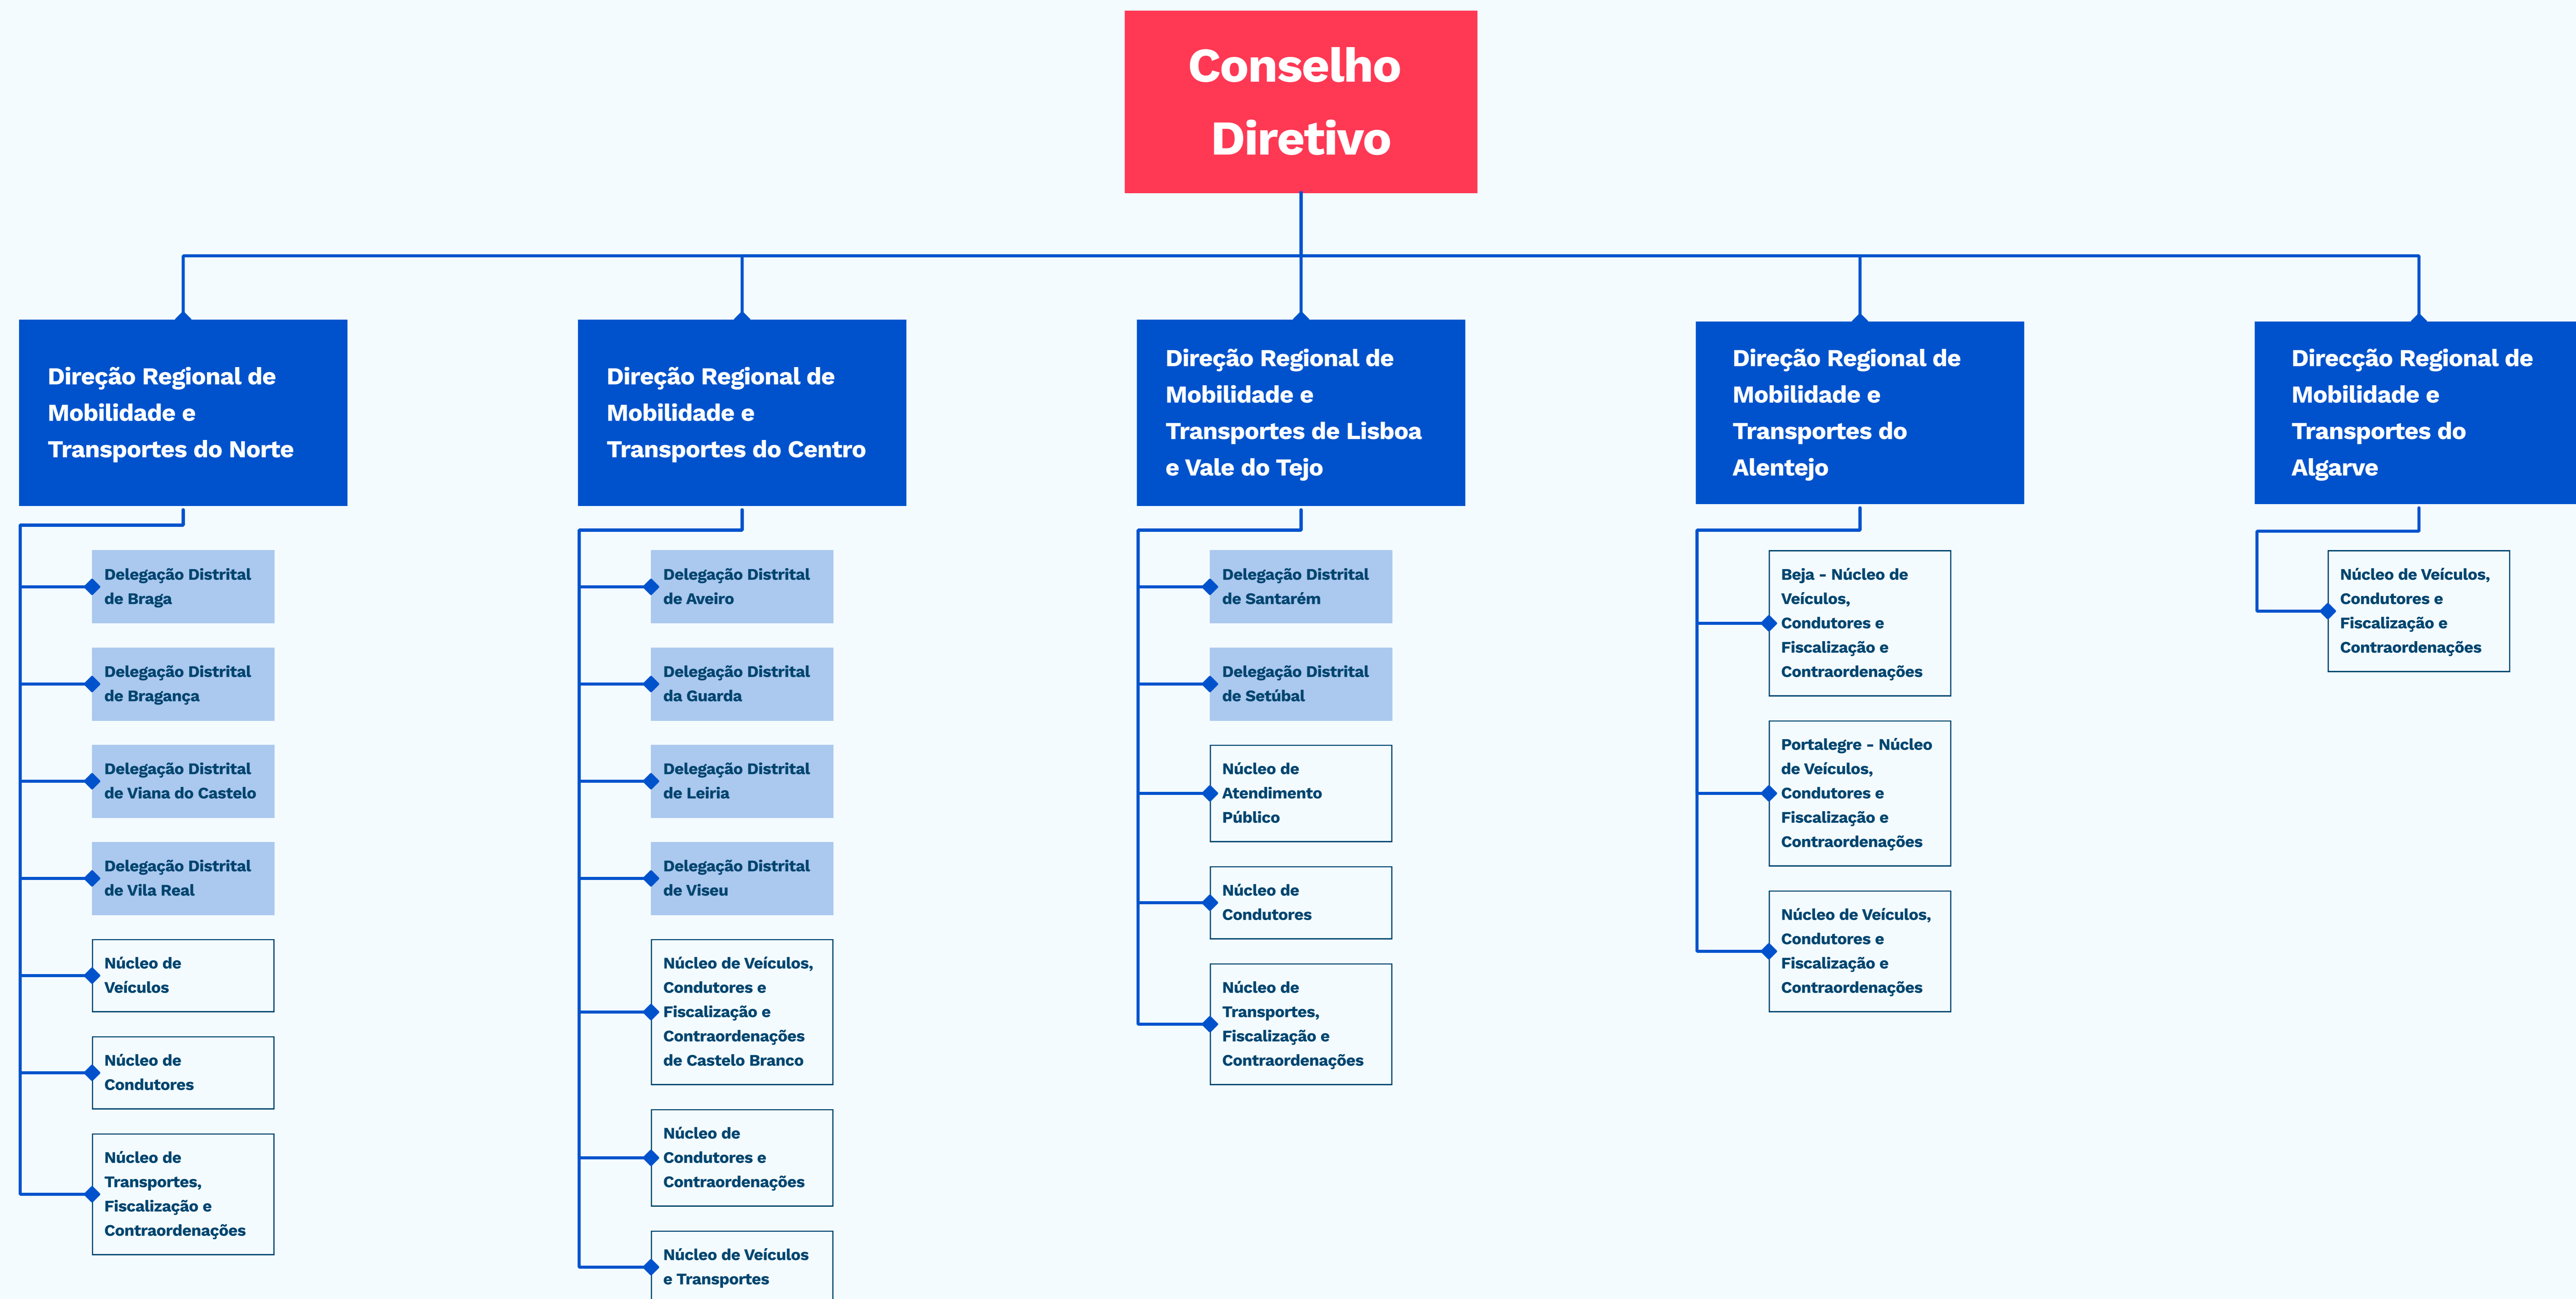 Conselho
Diretivo
Direção Regional de
Mobilidade e
Transportes do Norte
Delegação Distrital
de Braga
Delegação Distrital
de Bragança
Delegação Distrital
de Viana do Castelo
Delegação Distrital
de Vila Real
Núcleo de
Veículos
Núcleo de
Condutores
Núcleo de
Transportes,
Fiscalização e
Contraordenações
Direção Regional de
Mobilidade e
Transportes do Centro
Delegação Distrital
de Aveiro
Delegação Distrital
da Guarda
Delegação Distrital
de Leiria
Delegação Distrital
de Viseu
Núcleo de Veículos,
Condutores e
Fiscalização e
Contraordenações
de Castelo Branco
Núcleo de
Condutores e
Contraordenações
Núcleo de Veículos
e Transportes
Direção Regional de
Mobilidade e
Transportes de Lisboa
e Vale do Tejo
Delegação Distrital
de Santarém
Delegação Distrital
de Setúbal
Núcleo de
Atendimento
Público
Núcleo de
Condutores
Núcleo de
Transportes,
Fiscalização e
Contraordenações
Direção Regional de
Mobilidade e
Transportes do
Alentejo
Beja - Núcleo de
Veículos,
Condutores e
Fiscalização e
Contraordenações
Portalegre - Núcleo
de Veículos,
Condutores e
Fiscalização e
Contraordenações
Núcleo de Veículos,
Condutores e
Fiscalização e
Contraordenações
Direcção Regional de
Mobilidade e
Transportes do
Algarve
Núcleo de Veículos,
Condutores e
Fiscalização e
Contraordenações